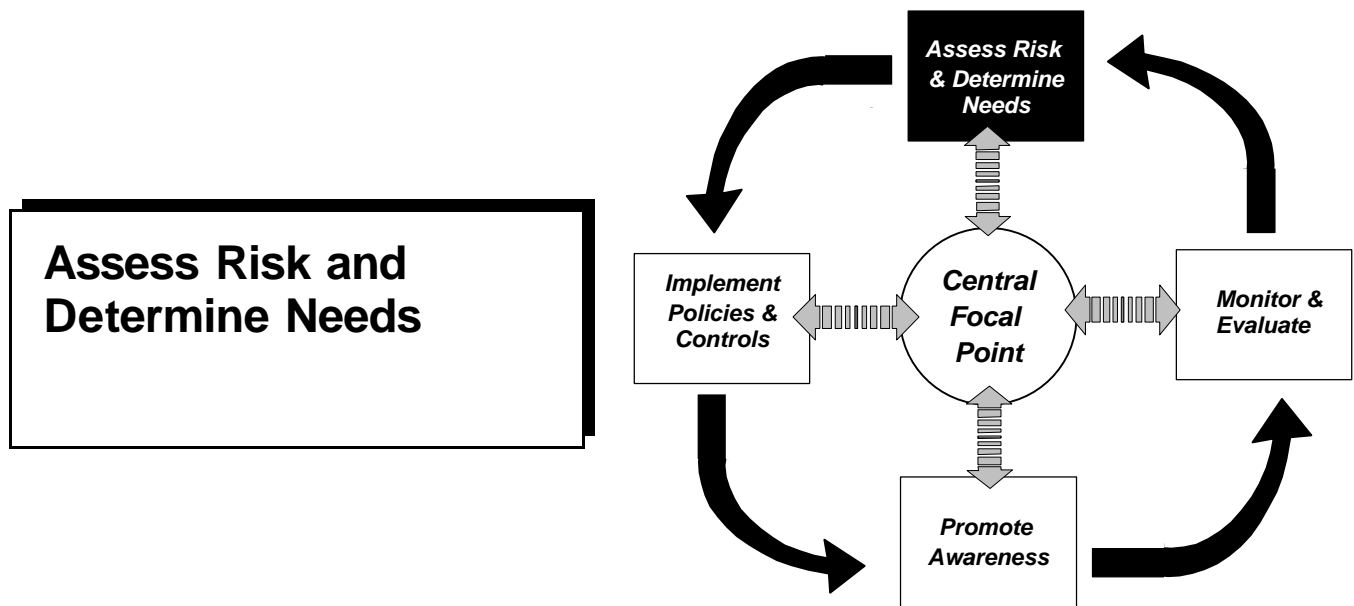 Assess Risk and
Determine Needs
Assess Risk
& Determine
Needs
Implement
Policies &
Controls
Central
Focal
Point
Monitor &
Evaluate
Promote
Awareness